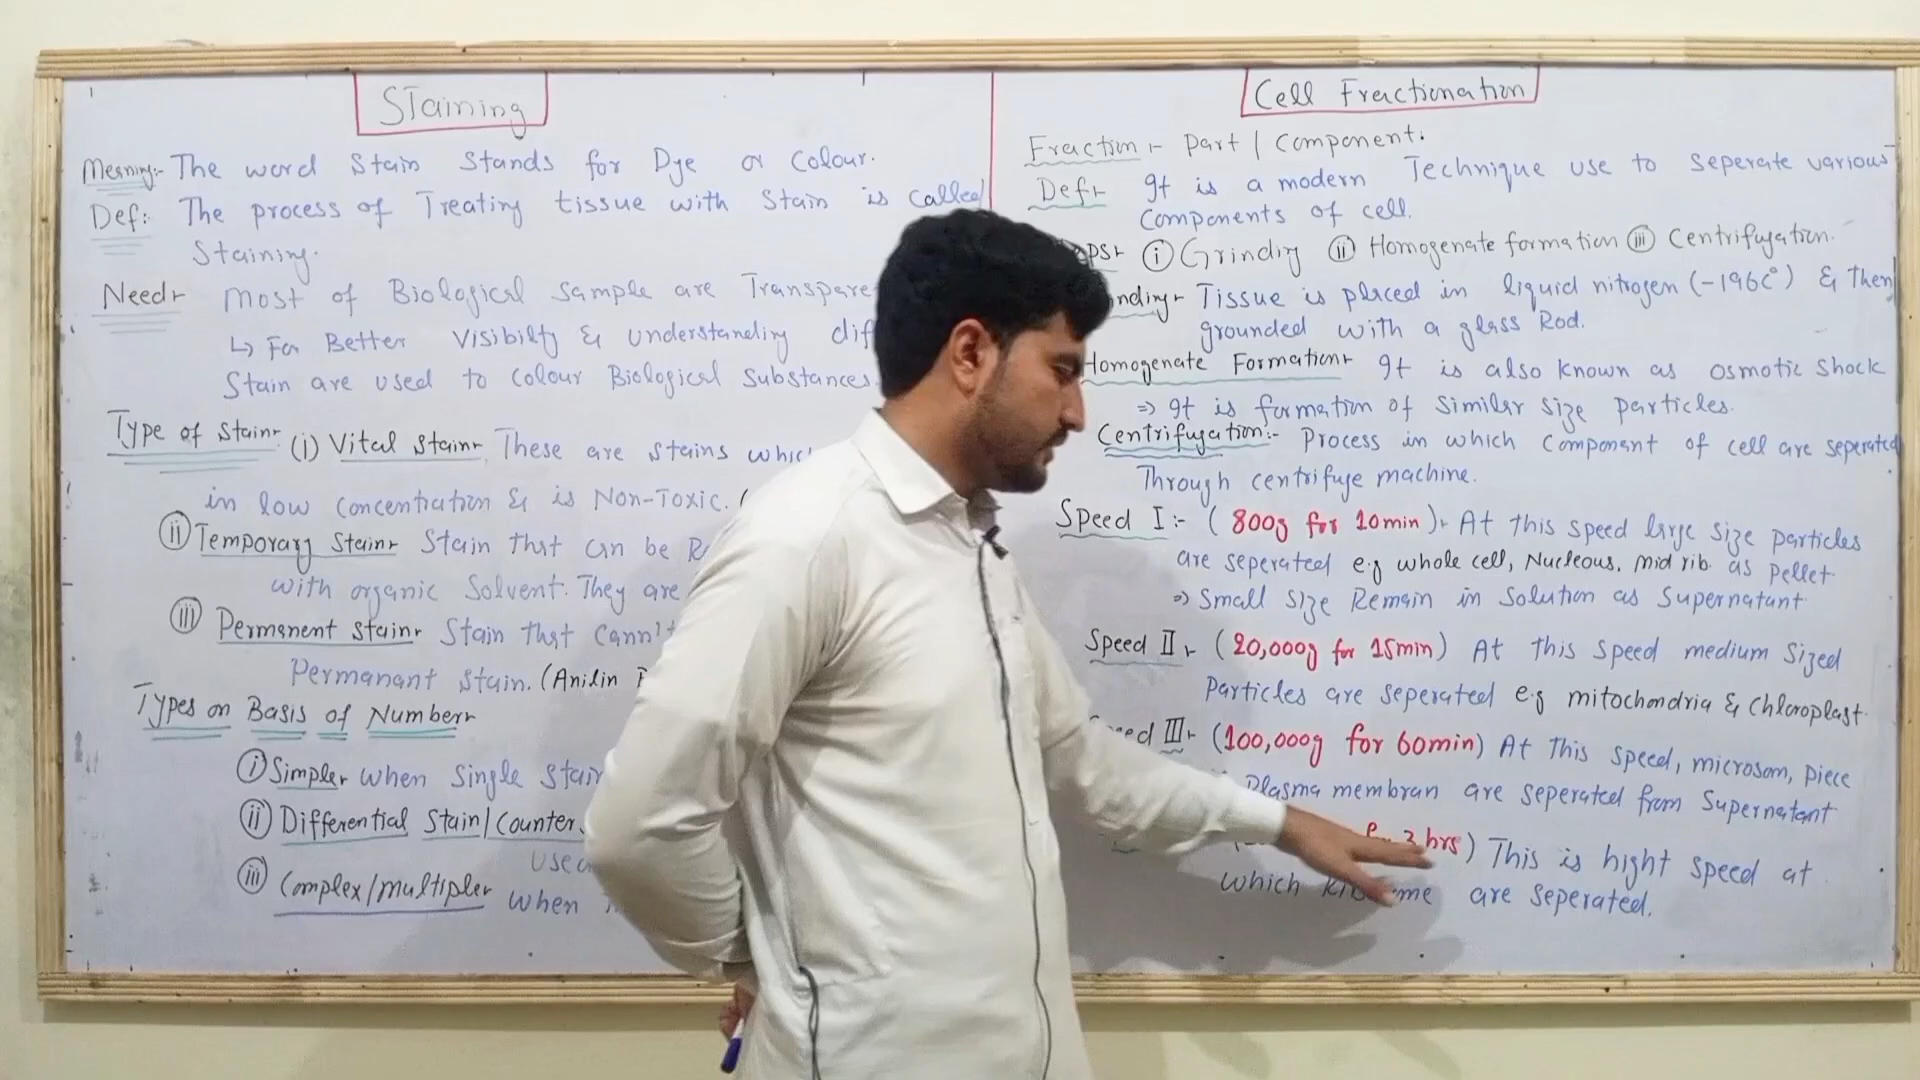 Staining
Meaning:- The word Stain Stands for Dye or Colour.
Def: The process of Treating tissue with Stain is called
Staining.
Need:- Most of Biological sample are
↳ For Better Visibilty & understanding
Stain are used to Colour Biological Substances.
Type of Stain:- (i) Vital Stain:- These are stains
in low concentration & is Non-Toxic. (
(ii) Temporary Stain:- Stain that can be
with organic Solvent. They are
(iii) Permanent Stain:- Stain that
Permanant Stain. (Anilin
Types on Basis of Number:-
(i) Simple:- When Single
(ii) Differential Stain/Counter
(iii) Complex/Multiple:- when
Cell Fractionation
Fraction:- Part / Component.
Def:- It is a modern Technique use to seperate various
Components of cell.
(i) Grinding (ii) Homogenate formation (iii) Centrifugation.
Tissue is placed in liquid nitrogen (-196c°) & Then
grounded with a glass Rod.
Homogenate Formation:- It is also known as osmotic Shock
⇒ It is formation of Similar size particles.
Centrifugation:- Process in which Component of cell are seperated
Through centrifuge machine.
Speed I:- (800g for 10min):- At this speed large size particles
are seperated e.g whole cell, Nucleous, mid rib as pellet.
⇒ Small size Remain in Solution as Supernatant
Speed II:- (20,000g for 15min) At this speed medium Sized
Particles are seperated e.g mitochondria & Chloroplast.
III:- (100,000g for 60min) At This speed, microsom, piece
Plasma membran are seperated from Supernatant
3 hrs) This is hight speed at
which are seperated.